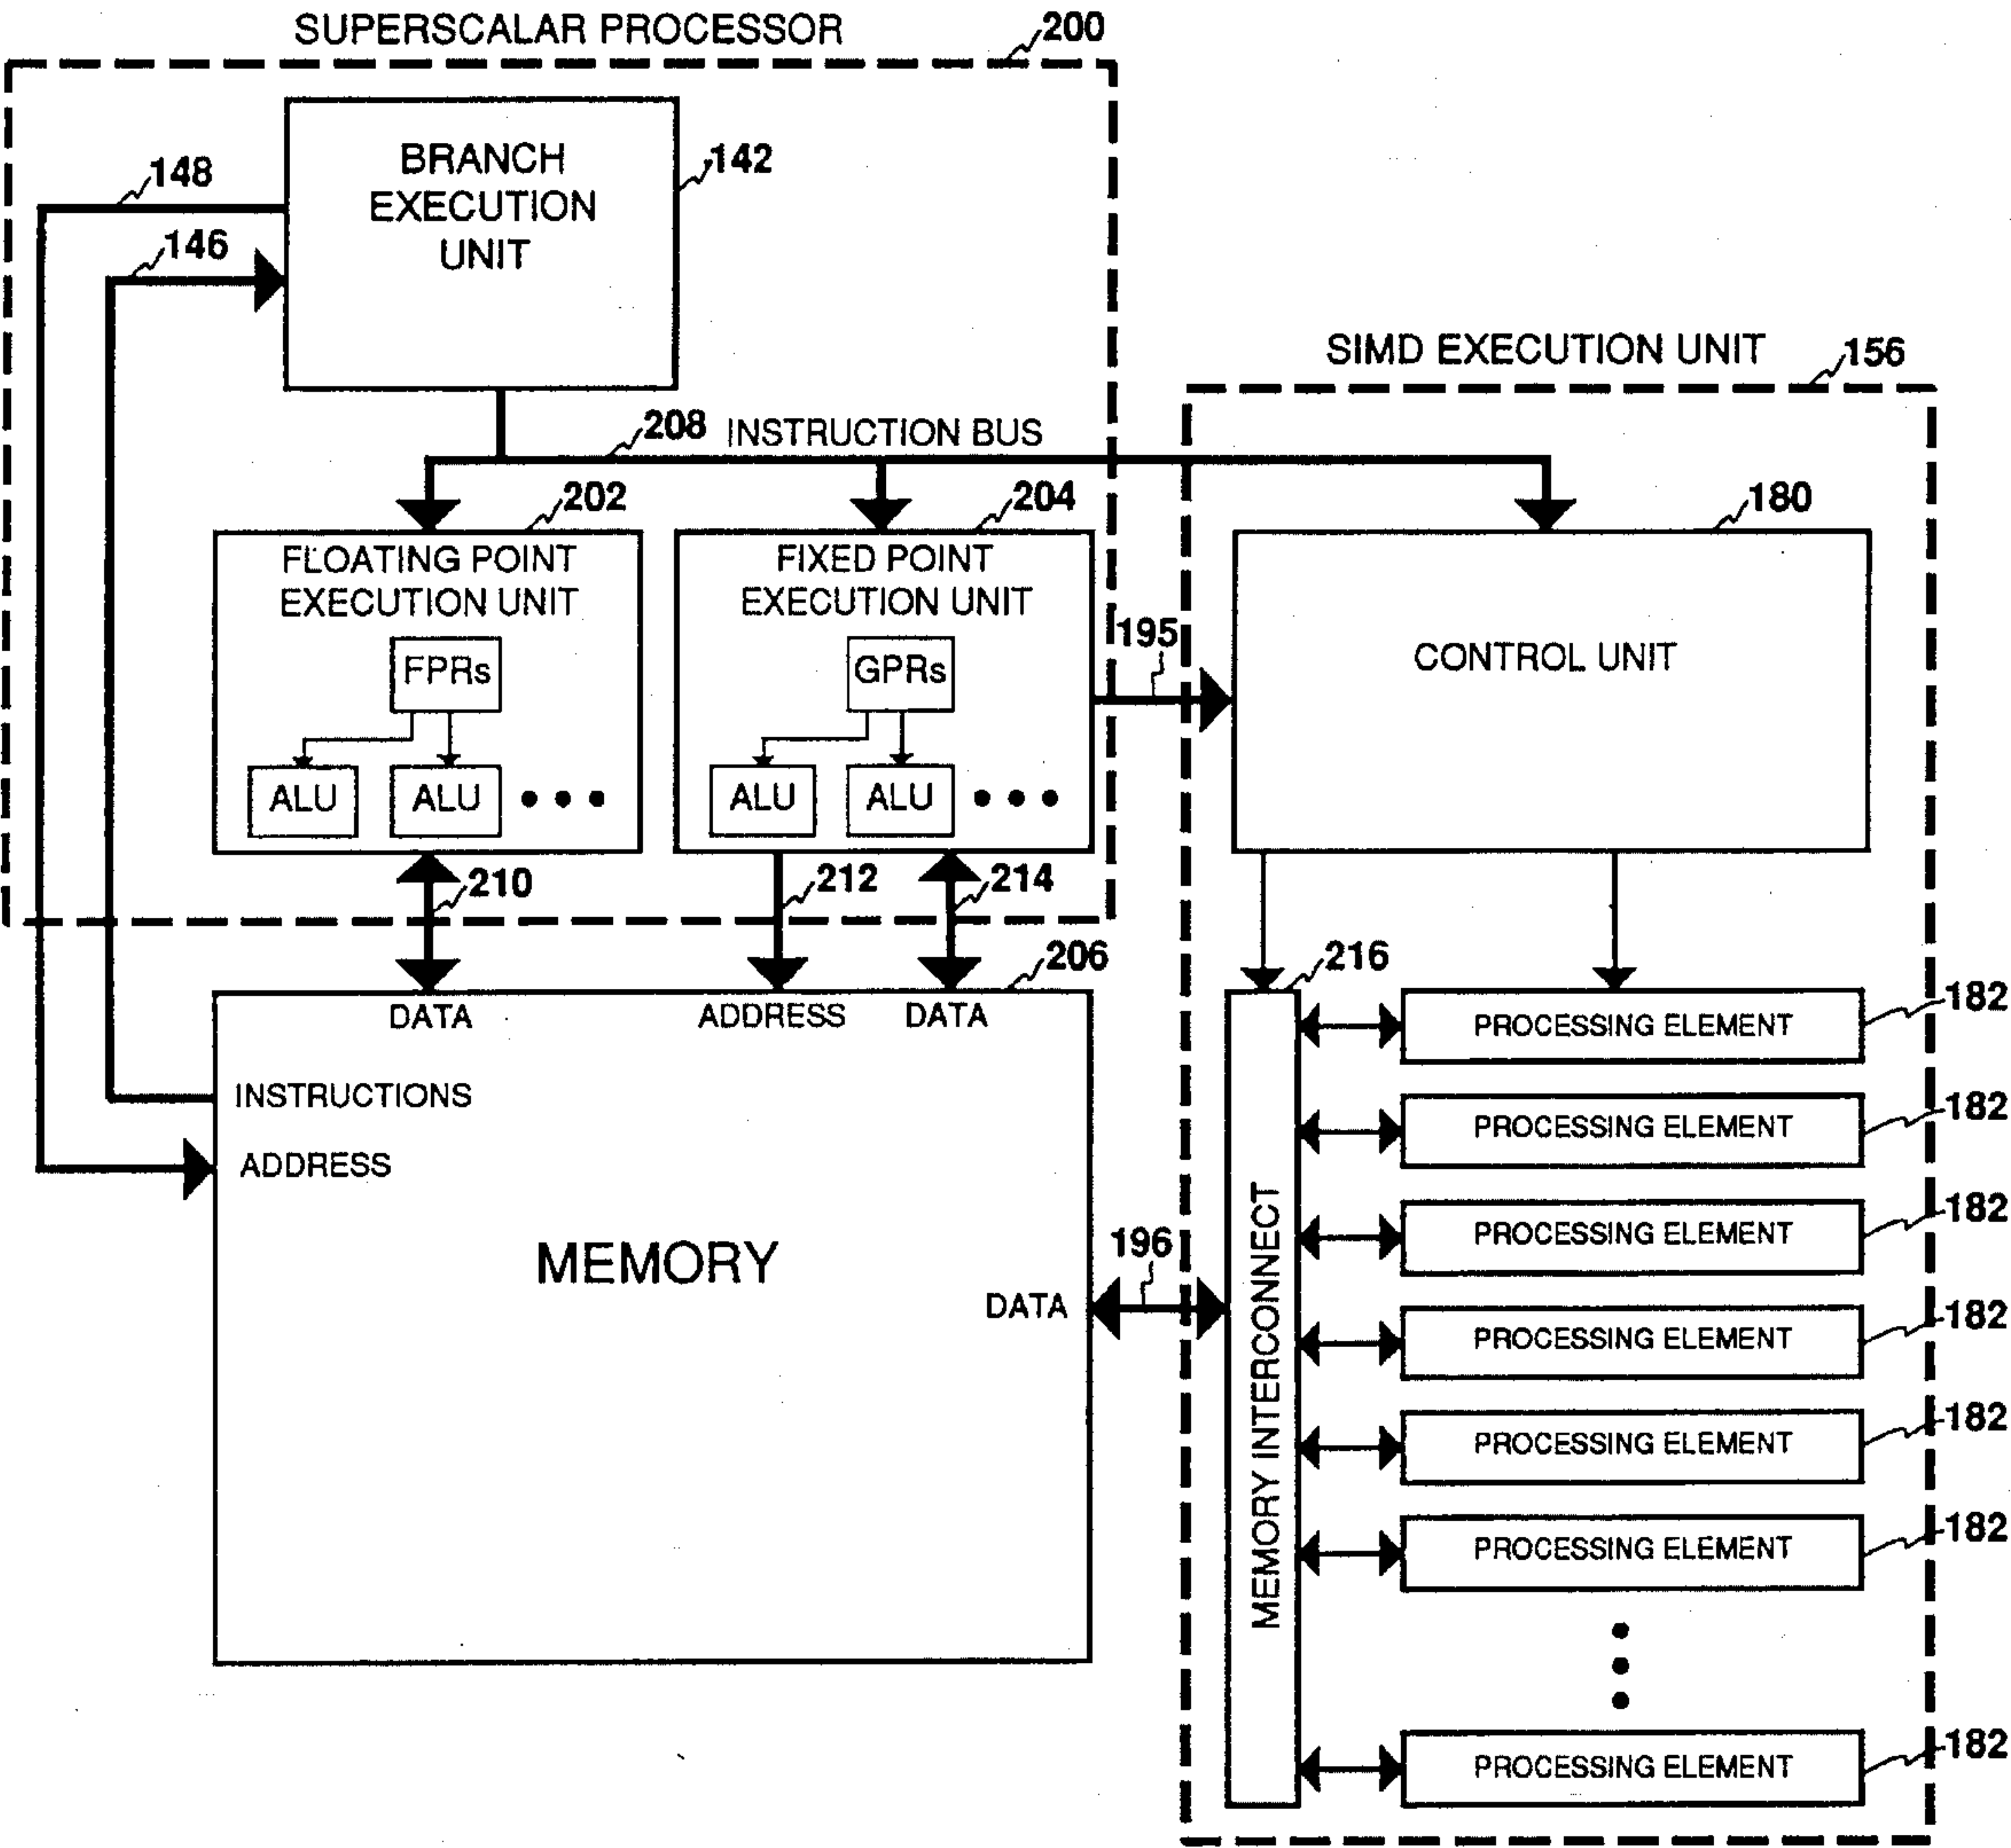 SUPERSCALAR PROCESSOR
200
BRANCH
EXECUTION
UNIT
142
148
146
SIMD EXECUTION UNIT
156
208
INSTRUCTION BUS
202
204
180
FLOATING POINT
EXECUTION UNIT
FPRs
ALU
ALU
FIXED POINT
EXECUTION UNIT
GPRs
ALU
ALU
195
CONTROL UNIT
210
212
214
206
216
DATA
ADDRESS
DATA
INSTRUCTIONS
ADDRESS
MEMORY
DATA
196
MEMORY INTERCONNECT
PROCESSING ELEMENT
182
PROCESSING ELEMENT
182
PROCESSING ELEMENT
182
PROCESSING ELEMENT
182
PROCESSING ELEMENT
182
PROCESSING ELEMENT
182
PROCESSING ELEMENT
182